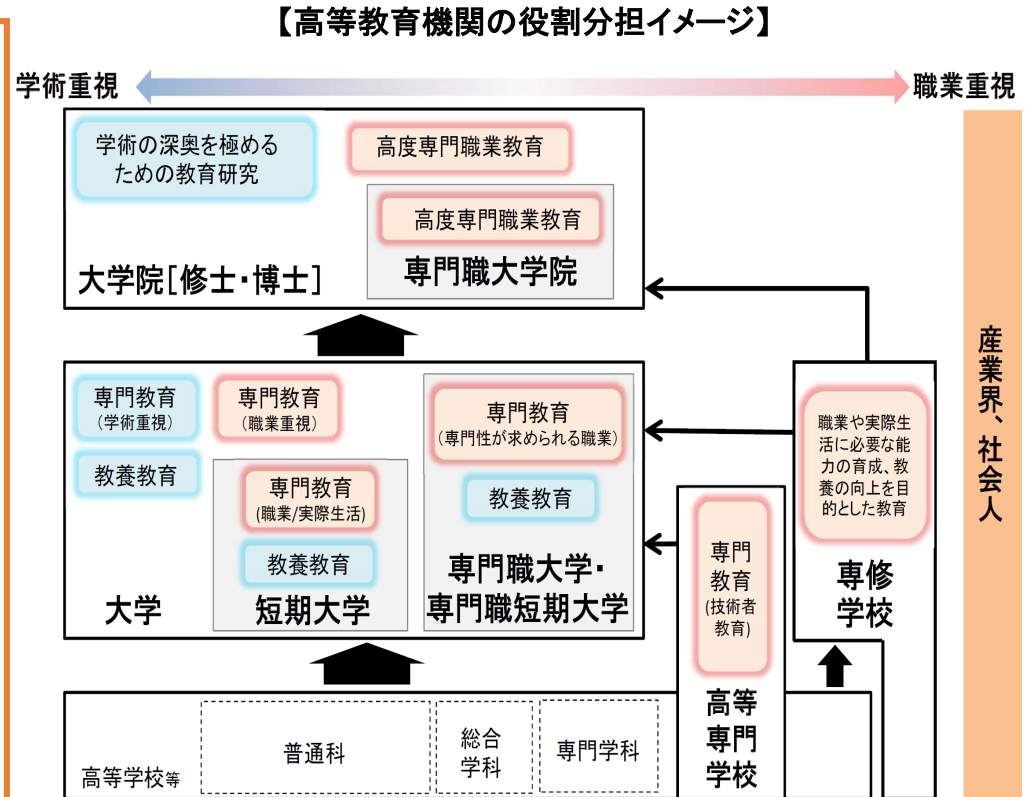 【高等教育機関の役割分担イメージ】
学術重視
職業重視
学術の深奥を極める
ための教育研究
高度専門職業教育
高度専門職業教育
専門職大学院
大学院[修士・博士]
専門教育
(学術重視)
教養教育
専門教育
(職業重視)
専門教育
(職業/実際生活)
教養教育
専門教育
(専門性が求められる職業)
教養教育
大学
短期大学
専門職大学・
専門職短期大学
専門
教育
(技術者
教育)
高等
専門
学校
職業や実際生
活に必要な能
力の育成、教
養の向上を目
的とした教育
専修
学校
産業界、社会人
高等学校等
普通科
総合
学科
専門学科